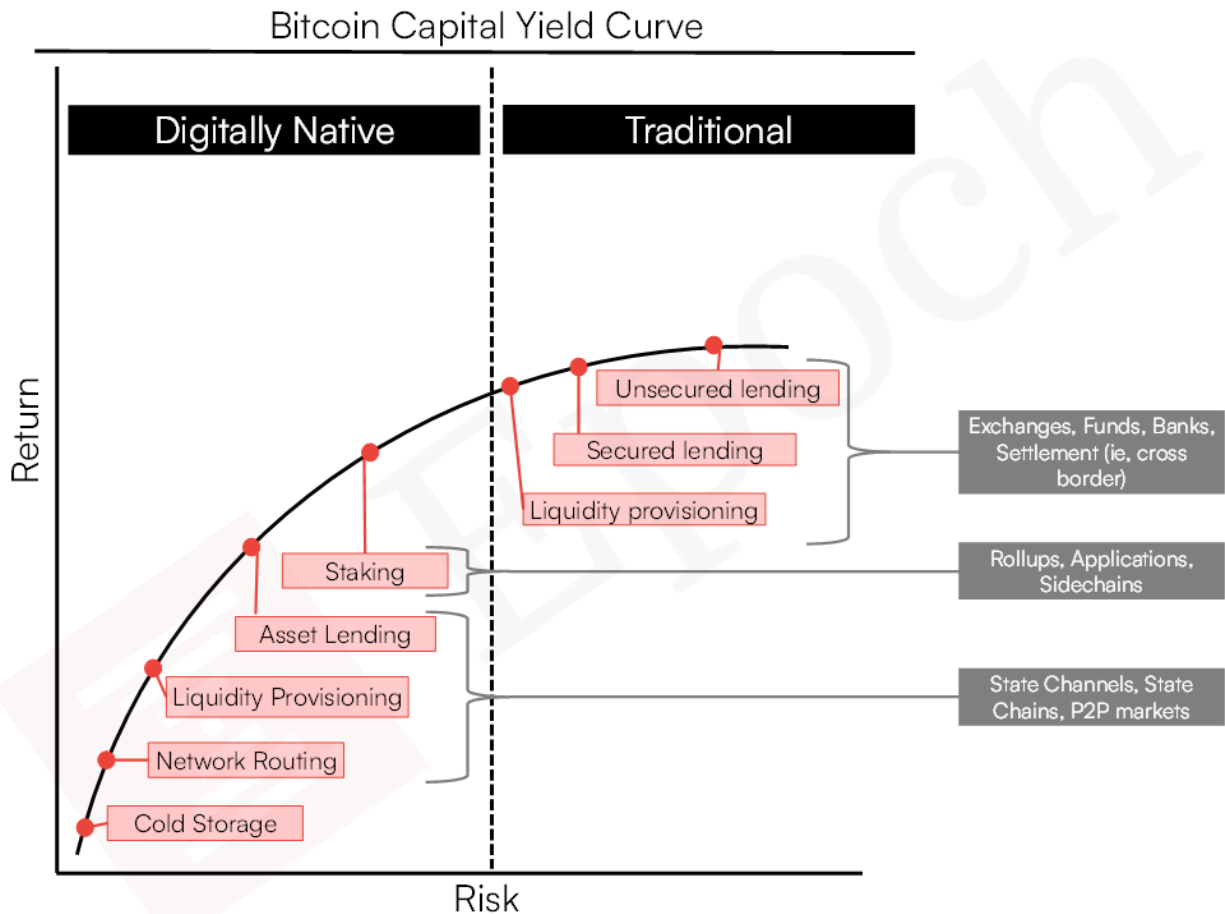 Bitcoin Capital Yield Curve
Digitally Native
Traditional
Return
Unsecured lending
Secured lending
Liquidity provisioning
Staking
Asset Lending
Liquidity Provisioning
Network Routing
Cold Storage
Exchanges, Funds, Banks,
Settlement (ie, cross
border)
Rollups, Applications,
Sidechains
State Channels, State
Chains, P2P markets
Risk
Epoch